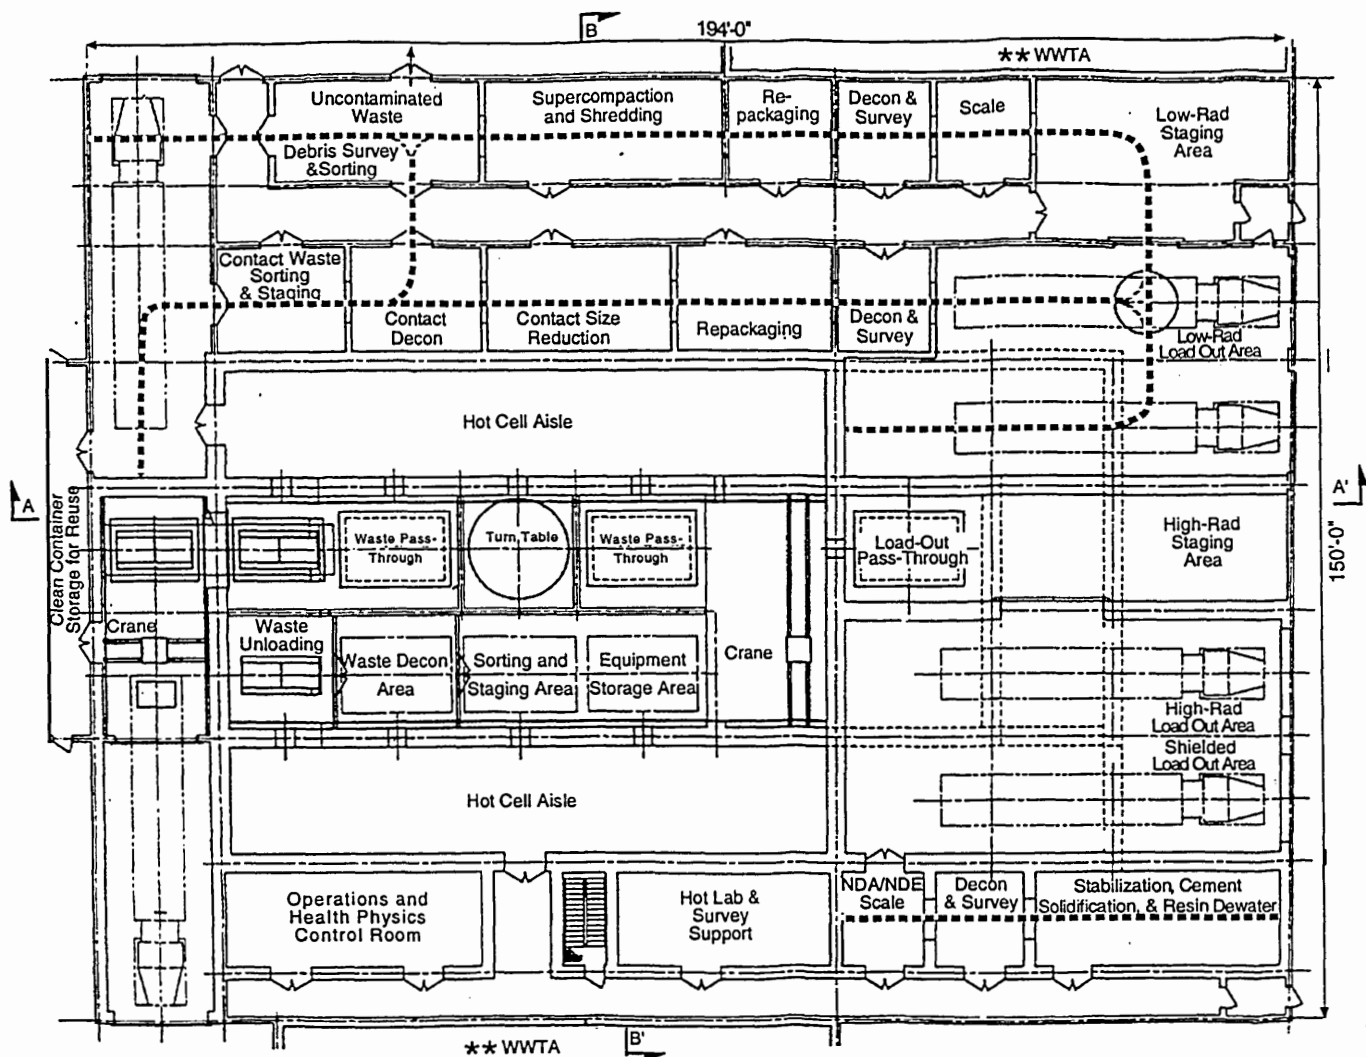 B
194'-0"
** WWTA
Uncontaminated
Waste
Debris Survey
&Sorting
Supercompaction
and Shredding
Re-
packaging
Decon &
Survey
Scale
Low-Rad
Staging
Area
Contact Waste
Sorting
& Staging
Contact
Decon
Contact Size
Reduction
Repackaging
Decon &
Survey
Low-Rad
Load Out Area
Hot Cell Aisle
A
A'
Clean Container
Storage for Reuse
Waste Pass-
Through
Turn Table
Waste Pass-
Through
Load-Out
Pass-Through
High-Rad
Staging
Area
150'-0"
Crane
Waste
Unloading
Waste Decon
Area
Sorting and
Staging Area
Equipment
Storage Area
Crane
High-Rad
Load Out Area
Shielded
Load Out Area
Hot Cell Aisle
Operations and
Health Physics
Control Room
Hot Lab &
Survey
Support
NDA/NDE
Scale
Decon
& Survey
Stabilization, Cement
Solidification, & Resin Dewater
** WWTA
B'